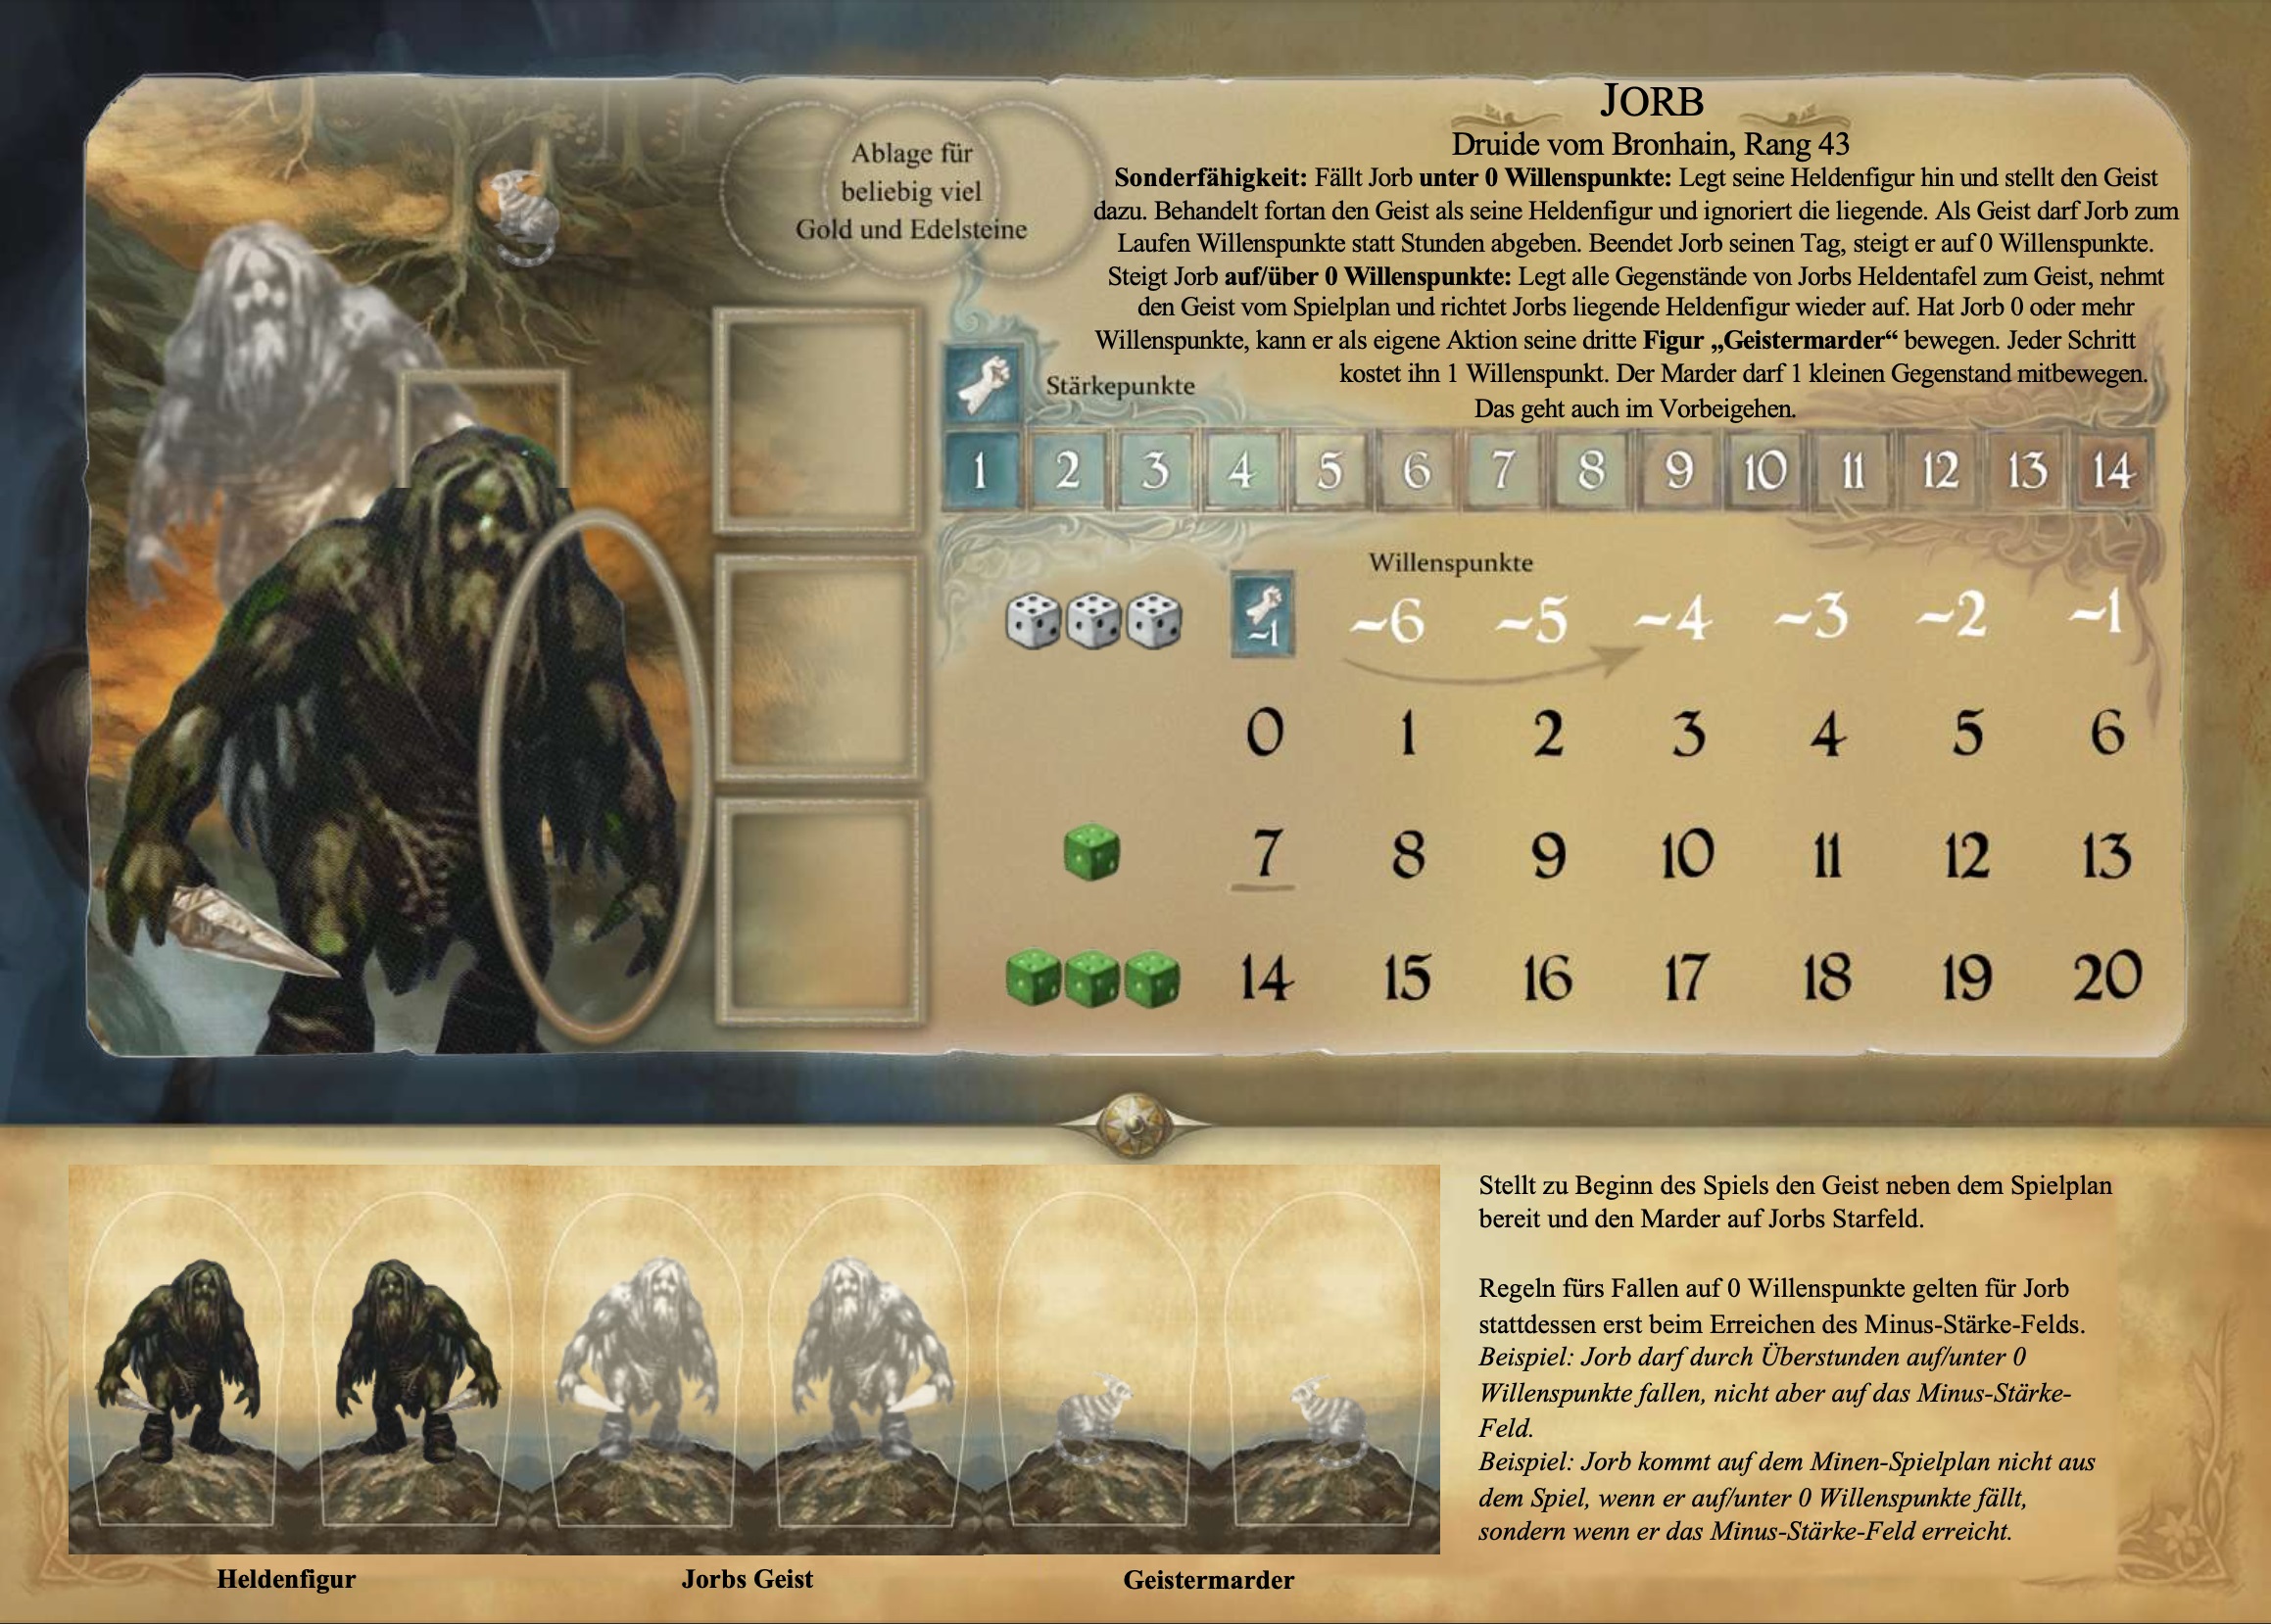 JORB
Druide vom Bronhain, Rang 43
Sonderfähigkeit: Fällt Jorb unter 0 Willenspunkte: Legt seine Heldenfigur hin und stellt den Geist
dazu. Behandelt fortan den Geist als seine Heldenfigur und ignoriert die liegende. Als Geist darf Jorb zum
Laufen Willenspunkte statt Stunden abgeben. Beendet Jorb seinen Tag, steigt er auf 0 Willenspunkte.
Steigt Jorb auf/über 0 Willenspunkte: Legt alle Gegenstände von Jorbs Heldentafel zum Geist, nehmt
den Geist vom Spielplan und richtet Jorbs liegende Heldenfigur wieder auf. Hat Jorb 0 oder mehr
Willenspunkte, kann er als eigene Aktion seine dritte Figur „Geistermarder“ bewegen. Jeder Schritt
kostet ihn 1 Willenspunkt. Der Marder darf 1 kleinen Gegenstand mitbewegen.
Das geht auch im Vorbeigehen.
Ablage für
beliebig viel
Gold und Edelsteine
Stärkepunkte
1 2 3 4 5 6 7 8 9 10 11 12 13 14
Willenspunkte
-1 -6 -5 -4 -3 -2 -1
0 1 2 3 4 5 6
7 8 9 10 11 12 13
14 15 16 17 18 19 20
Stellt zu Beginn des Spiels den Geist neben dem Spielplan
bereit und den Marder auf Jorbs Starfeld.
Regeln fürs Fallen auf 0 Willenspunkte gelten für Jorb
stattdessen erst beim Erreichen des Minus-Stärke-Felds.
Beispiel: Jorb darf durch Überstunden auf/unter 0
Willenspunkte fallen, nicht aber auf das Minus-Stärke-
Feld.
Beispiel: Jorb kommt auf dem Minen-Spielplan nicht aus
dem Spiel, wenn er auf/unter 0 Willenspunkte fällt,
sondern wenn er das Minus-Stärke-Feld erreicht.
Heldenfigur
Jorbs Geist
Geistermarder